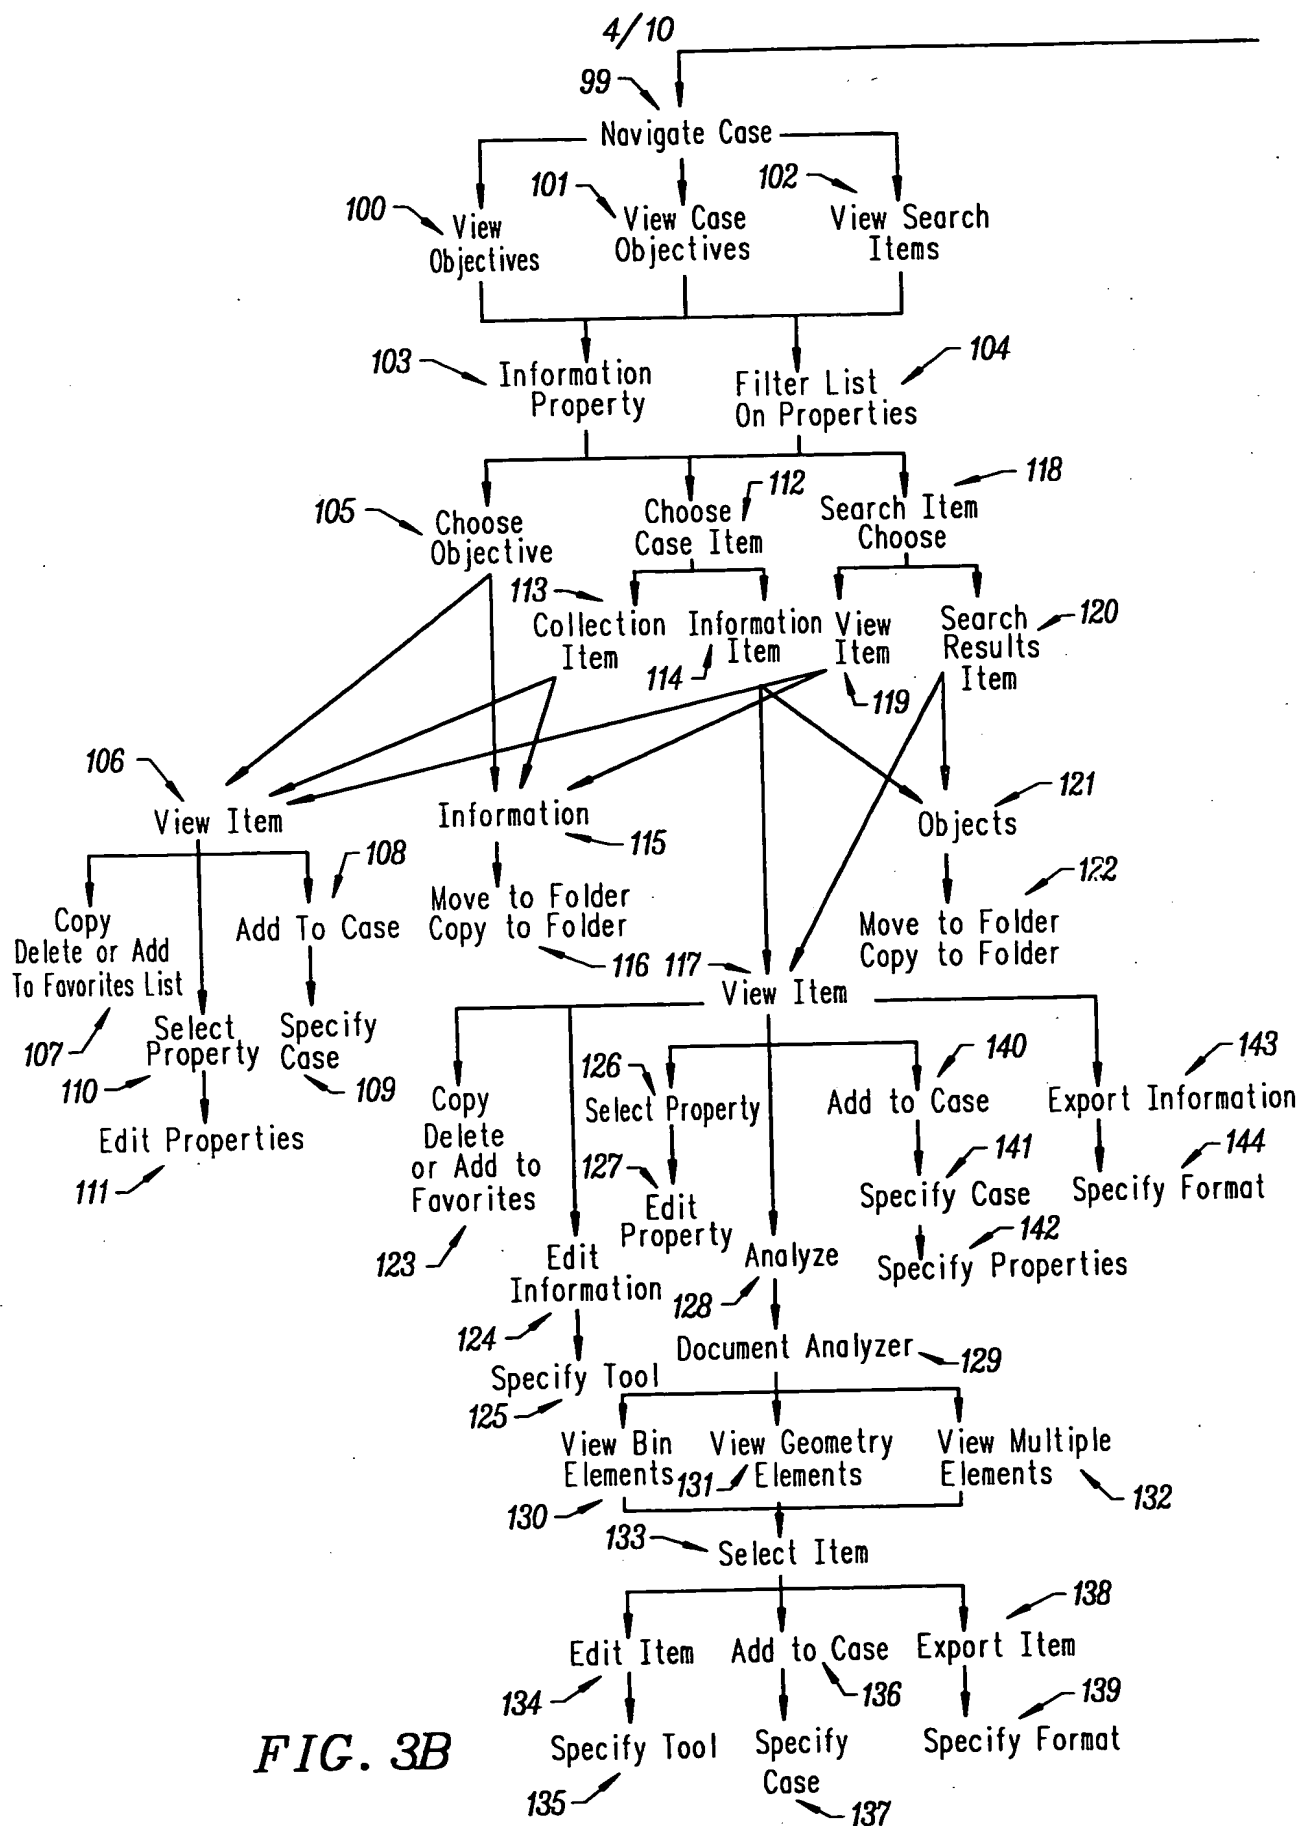 4/10
99
Navigate Case
100
101
102
View
Objectives
View Case
Objectives
View Search
Items
103
Information
Property
104
Filter List
On Properties
105
Choose
Objective
112
Choose
Case Item
118
Search Item
Choose
113
Collection
Item
Information
Item
114
View
Item
119
Search
Results
Item
120
106
View Item
Information
115
121
Objects
108
Copy
Delete or Add
To Favorites List
107
Add To Case
Move to Folder
Copy to Folder
116
117
122
Move to Folder
Copy to Folder
View Item
Select
Property
110
Specify
Case
109
Edit Properties
111
Copy
Delete
or Add to
Favorites
123
126
Select Property
127
Edit
Property
140
Add to Case
141
Specify Case
142
Specify Properties
143
Export Information
144
Specify Format
Edit
Information
124
Specify Tool
125
Analyze
128
Document Analyzer
129
View Bin
Elements
130
View Geometry
Elements
131
View Multiple
Elements
132
133
Select Item
Edit Item
134
Add to Case
136
138
Export Item
139
Specify Tool
135
Specify
Case
137
Specify Format
FIG. 3B